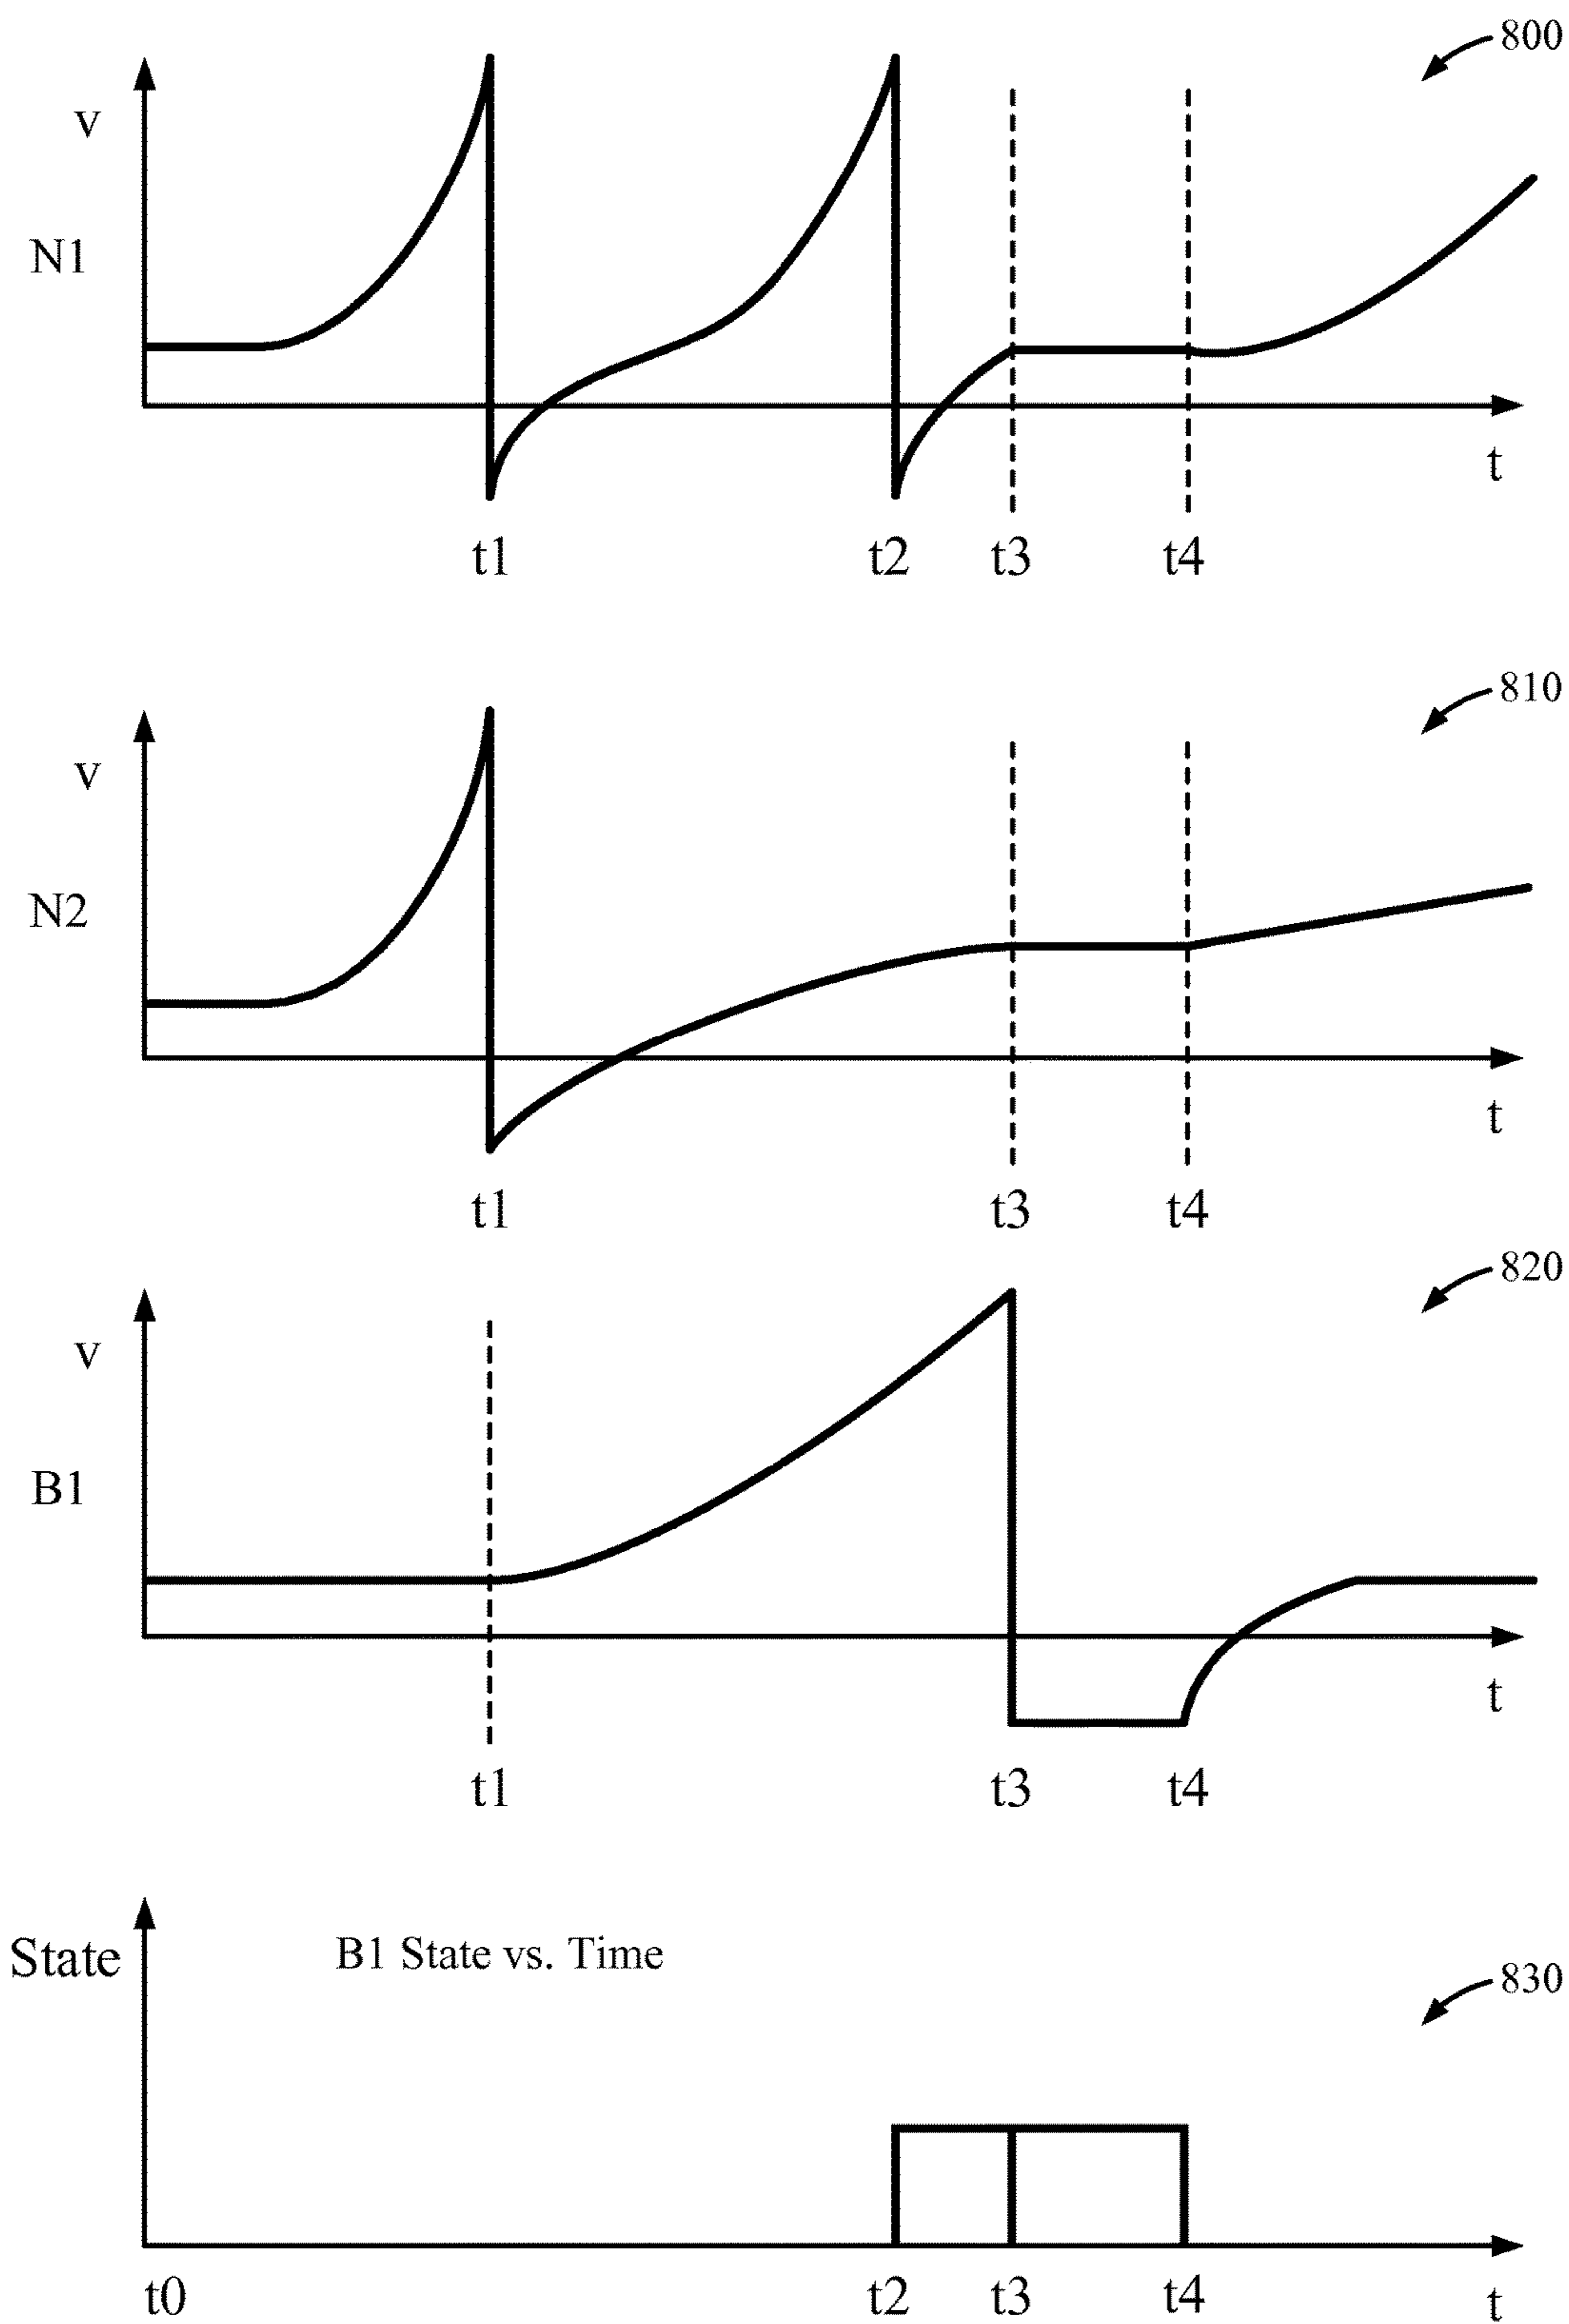 800
v
N1
t
t1 t2 t3 t4
810
v
N2
t
t1 t3 t4
820
v
B1
t
t1 t3 t4
State B1 State vs. Time
830
t0 t2 t3 t4 t